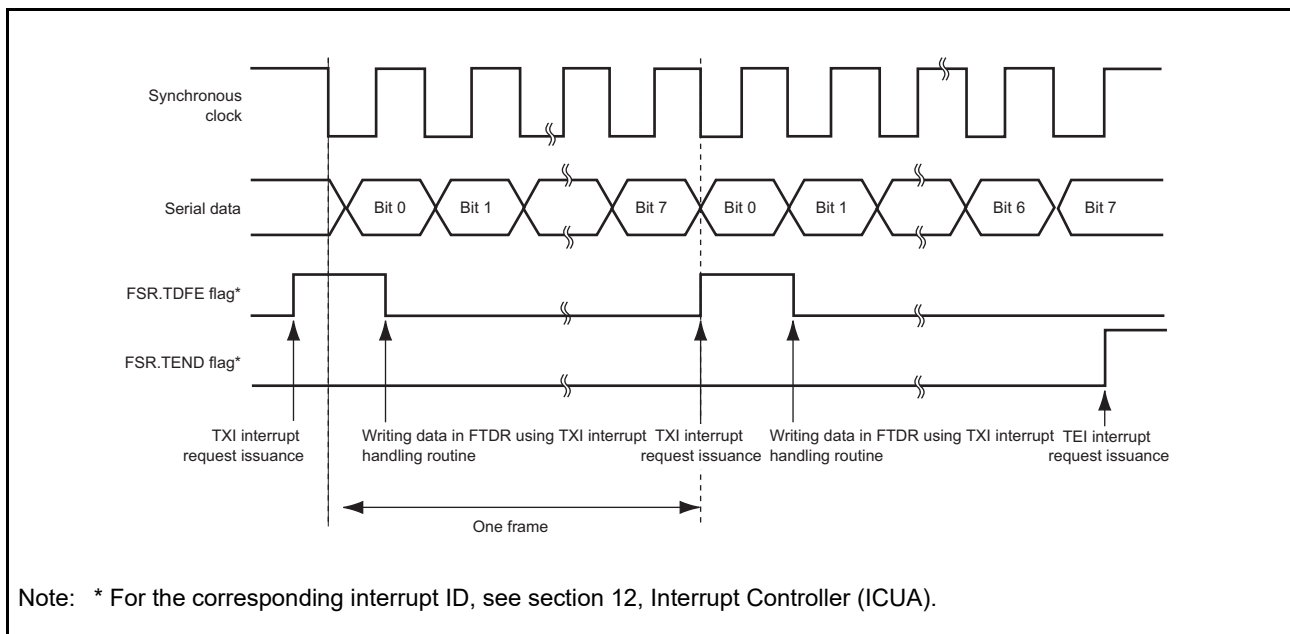 Synchronous
clock
Serial data
Bit 0
Bit 1
Bit 7
Bit 0
Bit 1
Bit 6
Bit 7
FSR.TDFE flag*
FSR.TEND flag*
TXI interrupt
request issuance
Writing data in FTDR using TXI interrupt
handling routine
TXI interrupt
request issuance
Writing data in FTDR using TXI interrupt
handling routine
TEI interrupt
request issuance
One frame
Note: * For the corresponding interrupt ID, see section 12, Interrupt Controller (ICUA).